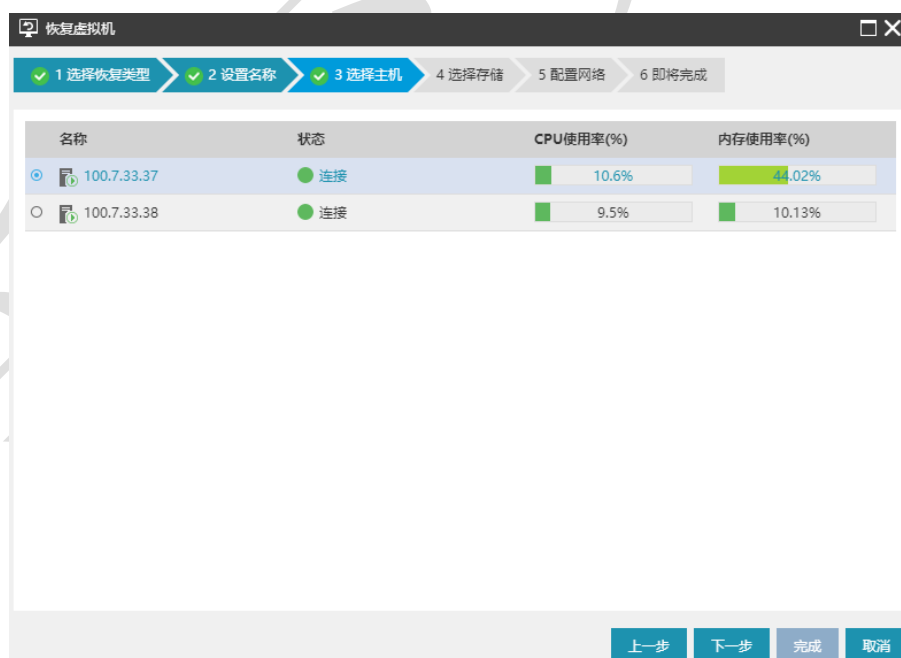 恢复虚拟机
1 选择恢复类型 2 设置名称 3 选择主机 4 选择存储 5 配置网络 6 即将完成
名称 状态 CPU使用率(%) 内存使用率(%)
100.7.33.37 连接 10.6% 44.02%
100.7.33.38 连接 9.5% 10.13%
上一步 下一步 完成 取消